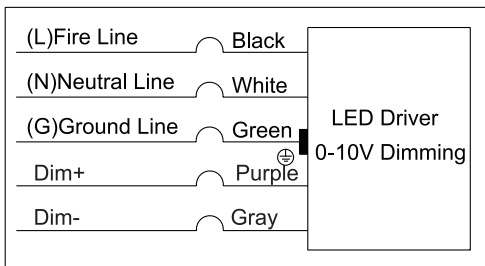 (L)Fire Line Black
(N)Neutral Line White
(G)Ground Line Green
Dim+ Purple
Dim- Gray
LED Driver
0-10V Dimming